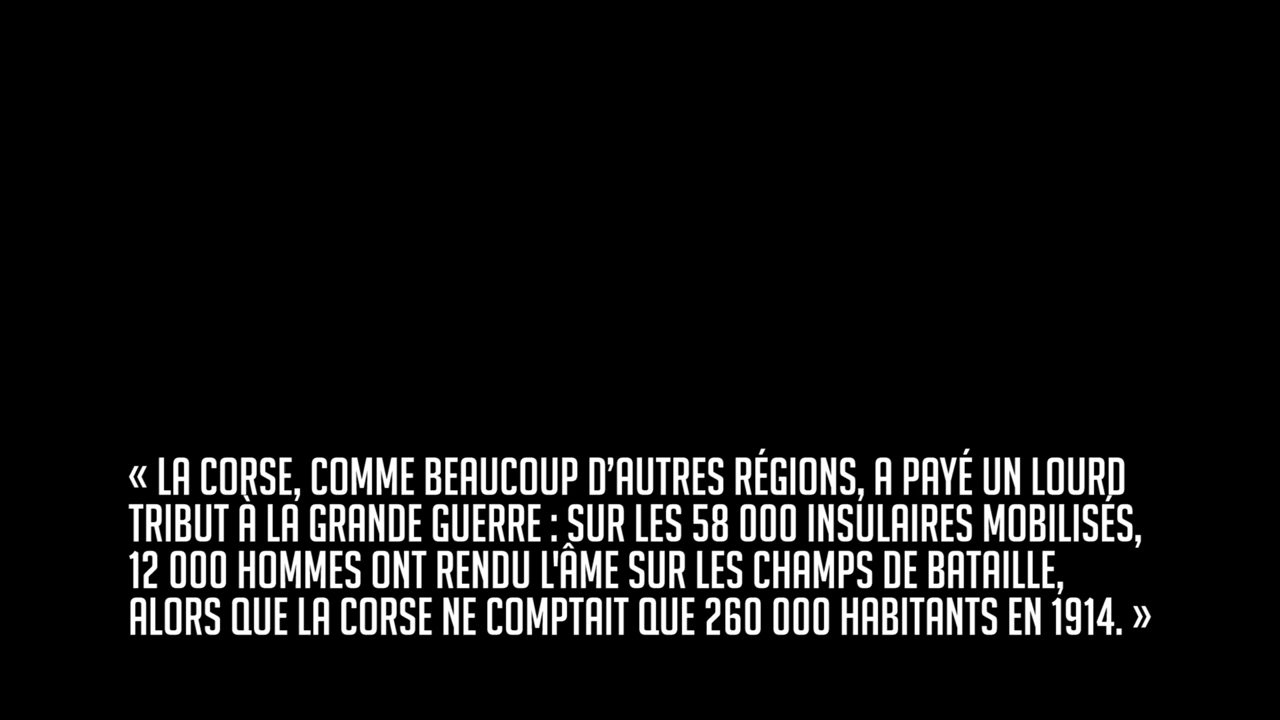 « LA CORSE, COMME BEAUCOUP D’AUTRES RÉGIONS, A PAYÉ UN LOURD
TRIBUT À LA GRANDE GUERRE : SUR LES 58 000 INSULAIRES MOBILISÉS,
12 000 HOMMES ONT RENDU L'ÂME SUR LES CHAMPS DE BATAILLE,
ALORS QUE LA CORSE NE COMPTAIT QUE 260 000 HABITANTS EN 1914. »